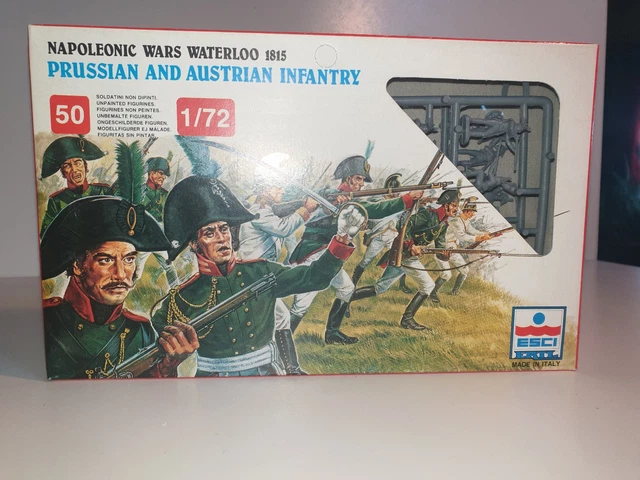 NAPOLEONIC WARS WATERLOO 1815
PRUSSIAN AND AUSTRIAN INFANTRY
50
SOLDATINI NON DIPINTI.
UNPAINTED FIGURINES.
FIGURINES NON PEINTES.
UNBEMALTE FIGUREN.
ONGESCHILDERDE FIGUREN.
MODELLFIGURER EJ MÅLADE.
FIGURITAS SIN PINTAR.
1/72
ESCI
ERTL
MADE IN ITALY